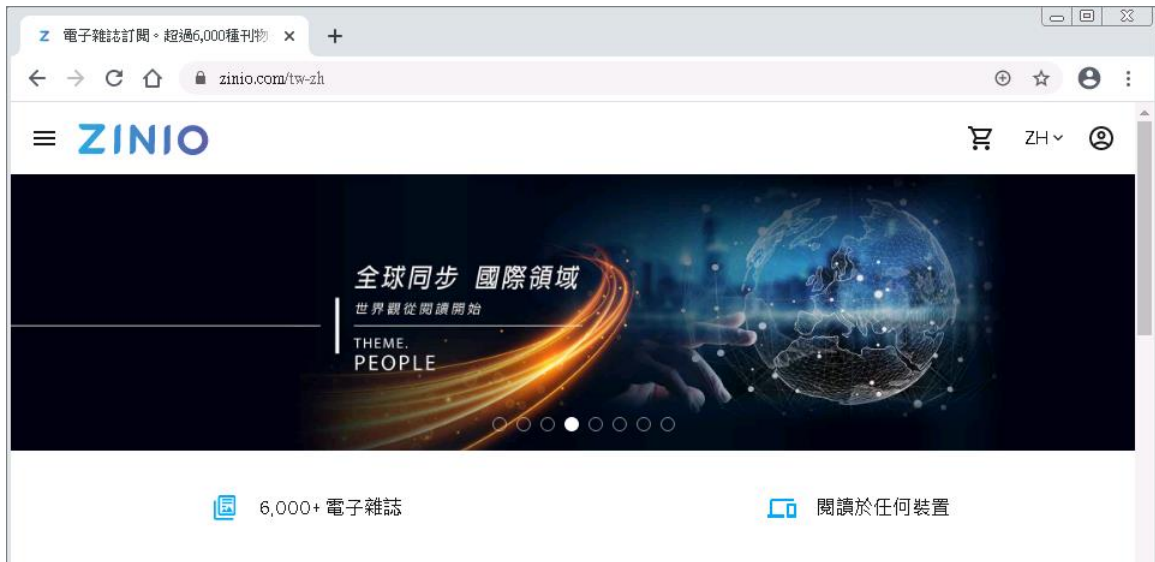 電子雜誌訂閱。超過6,000種刊物
zinio.com/tw-zh
ZINIO
ZH
全球同步 國際領域
世界觀從閱讀開始
THEME.
PEOPLE
6,000+ 電子雜誌
閱讀於任何裝置